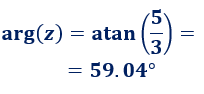 arg(z) = atan(5/3) =
= 59.04°